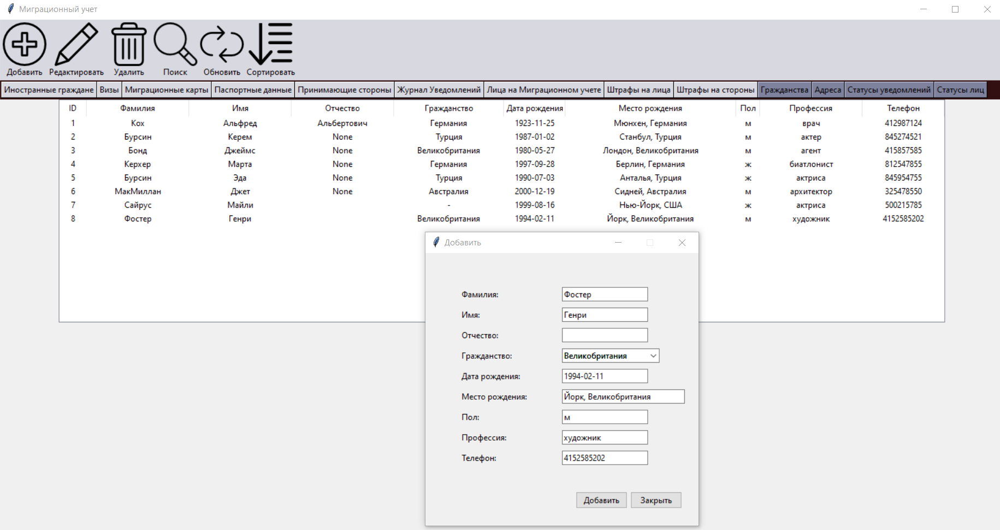 Миграционный учет
Добавить Редактировать Удалить Поиск Обновить Сортировать
Иностранные граждане Визы Миграционные карты Паспортные данные Принимающие стороны Журнал Уведомлений Лица на Миграционном учете Штрафы на лица Штрафы на стороны Гражданства Адреса Статусы уведомлений Статусы лиц
ID Фамилия Имя Отчество Гражданство Дата рождения Место рождения Пол Профессия Телефон
1 Кох Альфред Альбертович Германия 1923-11-25 Мюнхен, Германия м врач 412987124
2 Бурсин Керем None Турция 1987-01-02 Станбул, Турция м актер 845274521
3 Бонд Джеймс None Великобритания 1980-05-27 Лондон, Великобритания м агент 415857585
4 Керхер Марта None Германия 1997-09-28 Берлин, Германия ж биатлонист 812547855
5 Бурсин Эда None Турция 1990-07-03 Анталья, Турция ж актриса 845954755
6 МакМиллан Джет None Австралия 2000-12-19 Сидней, Австралия м архитектор 325478550
7 Сайрус Майли - 1999-08-16 Нью-Йорк, США ж актриса 500215785
8 Фостер Генри Великобритания 1994-02-11 Йорк, Великобритания м художник 4152585202
Добавить
Фамилия: Фостер
Имя: Генри
Отчество:
Гражданство: Великобритания
Дата рождения: 1994-02-11
Место рождения: Йорк, Великобритания
Пол: м
Профессия: художник
Телефон: 4152585202
Добавить Закрыть